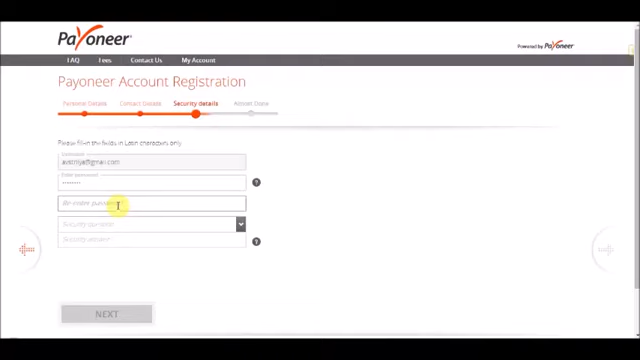 Payoneer
Powered by Payoneer
FAQ Fees Contact Us My Account
Payoneer Account Registration
Personal Details Contact Details Security details Almost Done
Please fill in the fields in Latin characters only
Username
@gmail.com
Enter password
••••••••
Re-enter password
Security question
Security answer
NEXT